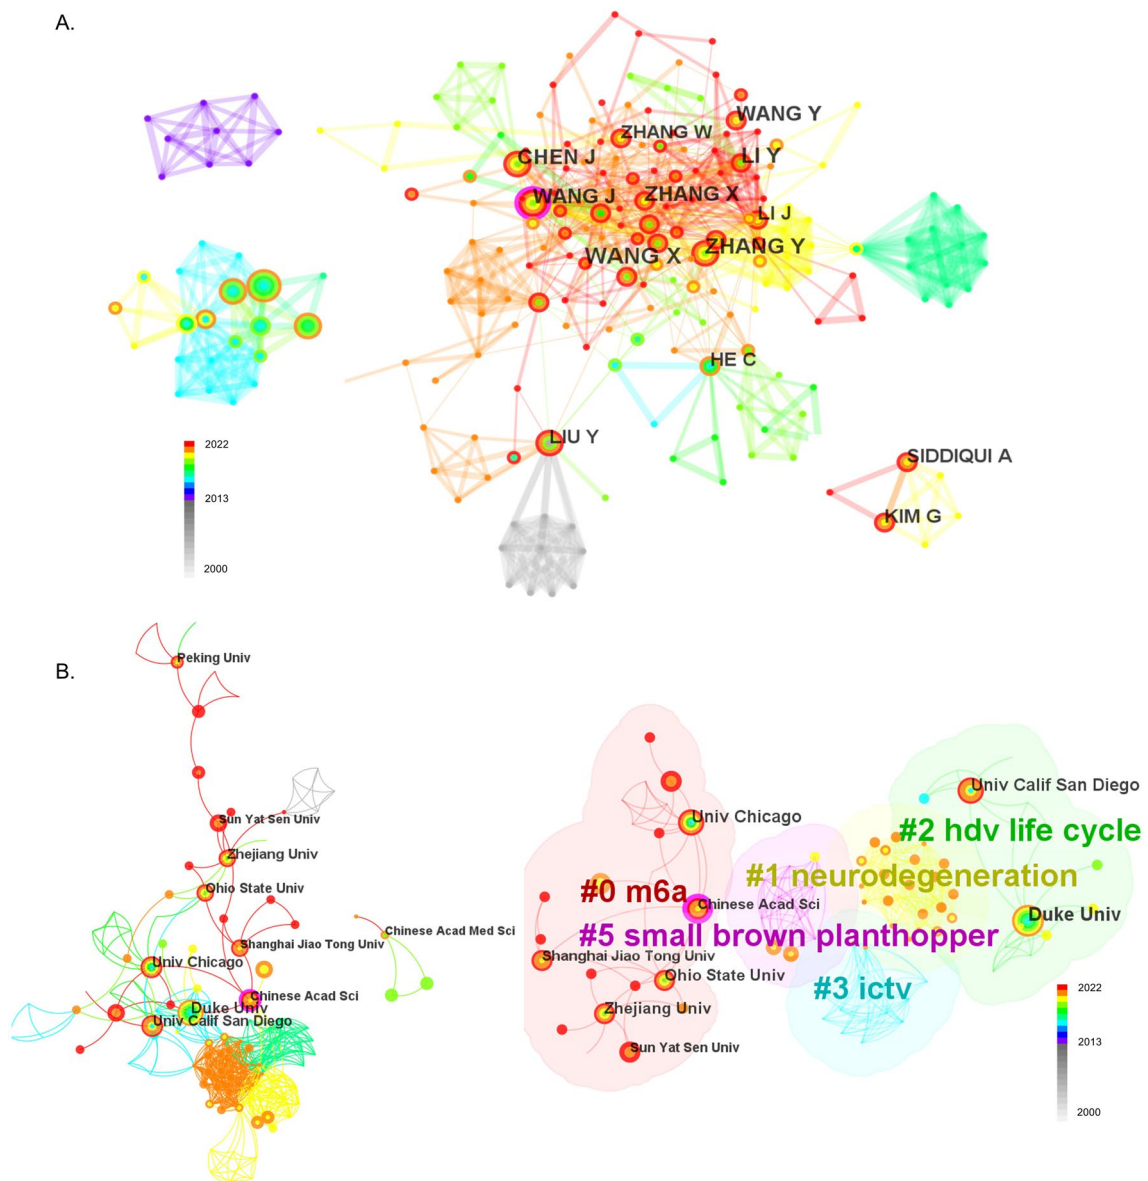 A.
WANG Y
ZHANG W
CHEN J
LI Y
WANG J
ZHANG X
LI J
ZHANG Y
WANG X
HE C
LIU Y
SIDDIQUI A
KIM G
2022
2013
2000
B.
Peking Univ
Sun Yat Sen Univ
Zhejiang Univ
Ohio State Univ
Chinese Acad Med Sci
Shanghai Jiao Tong Univ
Univ Chicago
Chinese Acad Sci
Duke Univ
Univ Calif San Diego
Univ Calif San Diego
Univ Chicago
#2 hdv life cycle
#1 neurodegeneration
#0 m6a
Chinese Acad Sci
Duke Univ
#5 small brown planthopper
Shanghai Jiao Tong Univ
Ohio State Univ
#3 ictv
Zhejiang Univ
Sun Yat Sen Univ
2022
2013
2000